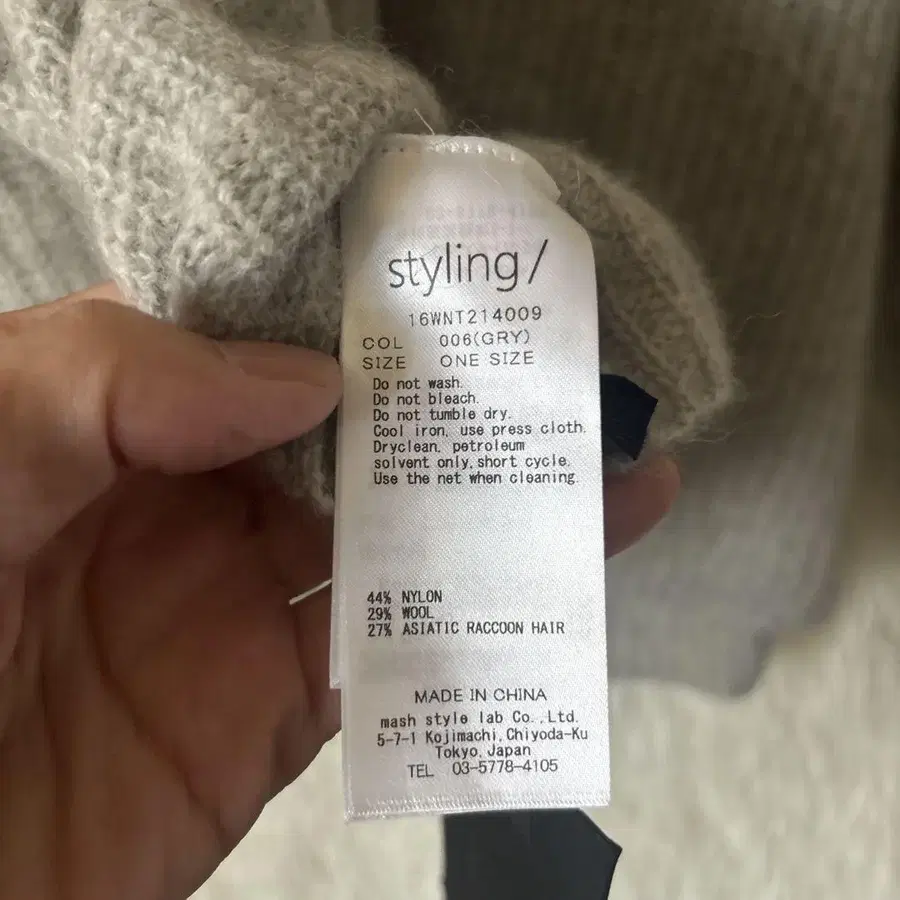 styling/
16WNT214009
COL 006(GRY)
SIZE ONE SIZE
Do not wash.
Do not bleach.
Do not tumble dry.
Cool iron, use press cloth.
Dryclean, petroleum
solvent only, short cycle.
Use the net when cleaning.
44% NYLON
29% WOOL
27% ASIATIC RACCOON HAIR
MADE IN CHINA
mash style lab Co.,Ltd.
5-7-1 Kojimachi, Chiyoda-Ku
Tokyo, Japan
TEL 03-5778-4105